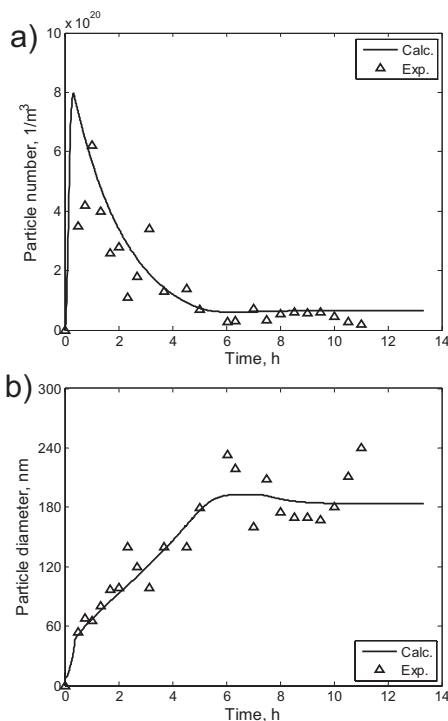 a)
x 10²⁰
10
8
6
4
2
0
Particle number, 1/m³
Calc.
Exp.
0 2 4 6 8 10 12 14
Time, h
b)
300
240
180
120
60
0
Particle diameter, nm
Calc.
Exp.
0 2 4 6 8 10 12 14
Time, h